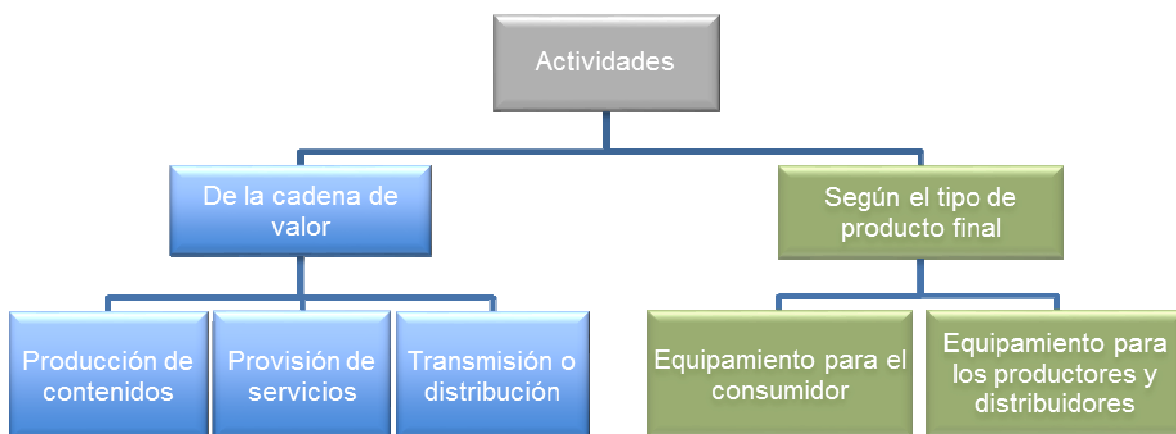 Actividades
De la cadena de
valor
Según el tipo de
producto final
Producción de
contenidos
Provisión de
servicios
Transmisión o
distribución
Equipamiento para el
consumidor
Equipamiento para
los productores y
distribuidores